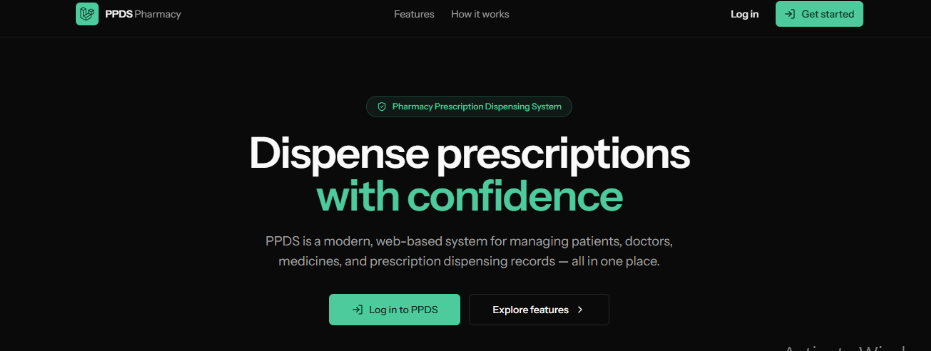 PPDS Pharmacy
Features
How it works
Log in
Get started
Pharmacy Prescription Dispensing System
Dispense prescriptions
with confidence
PPDS is a modern, web-based system for managing patients, doctors,
medicines, and prescription dispensing records — all in one place.
Log in to PPDS
Explore features